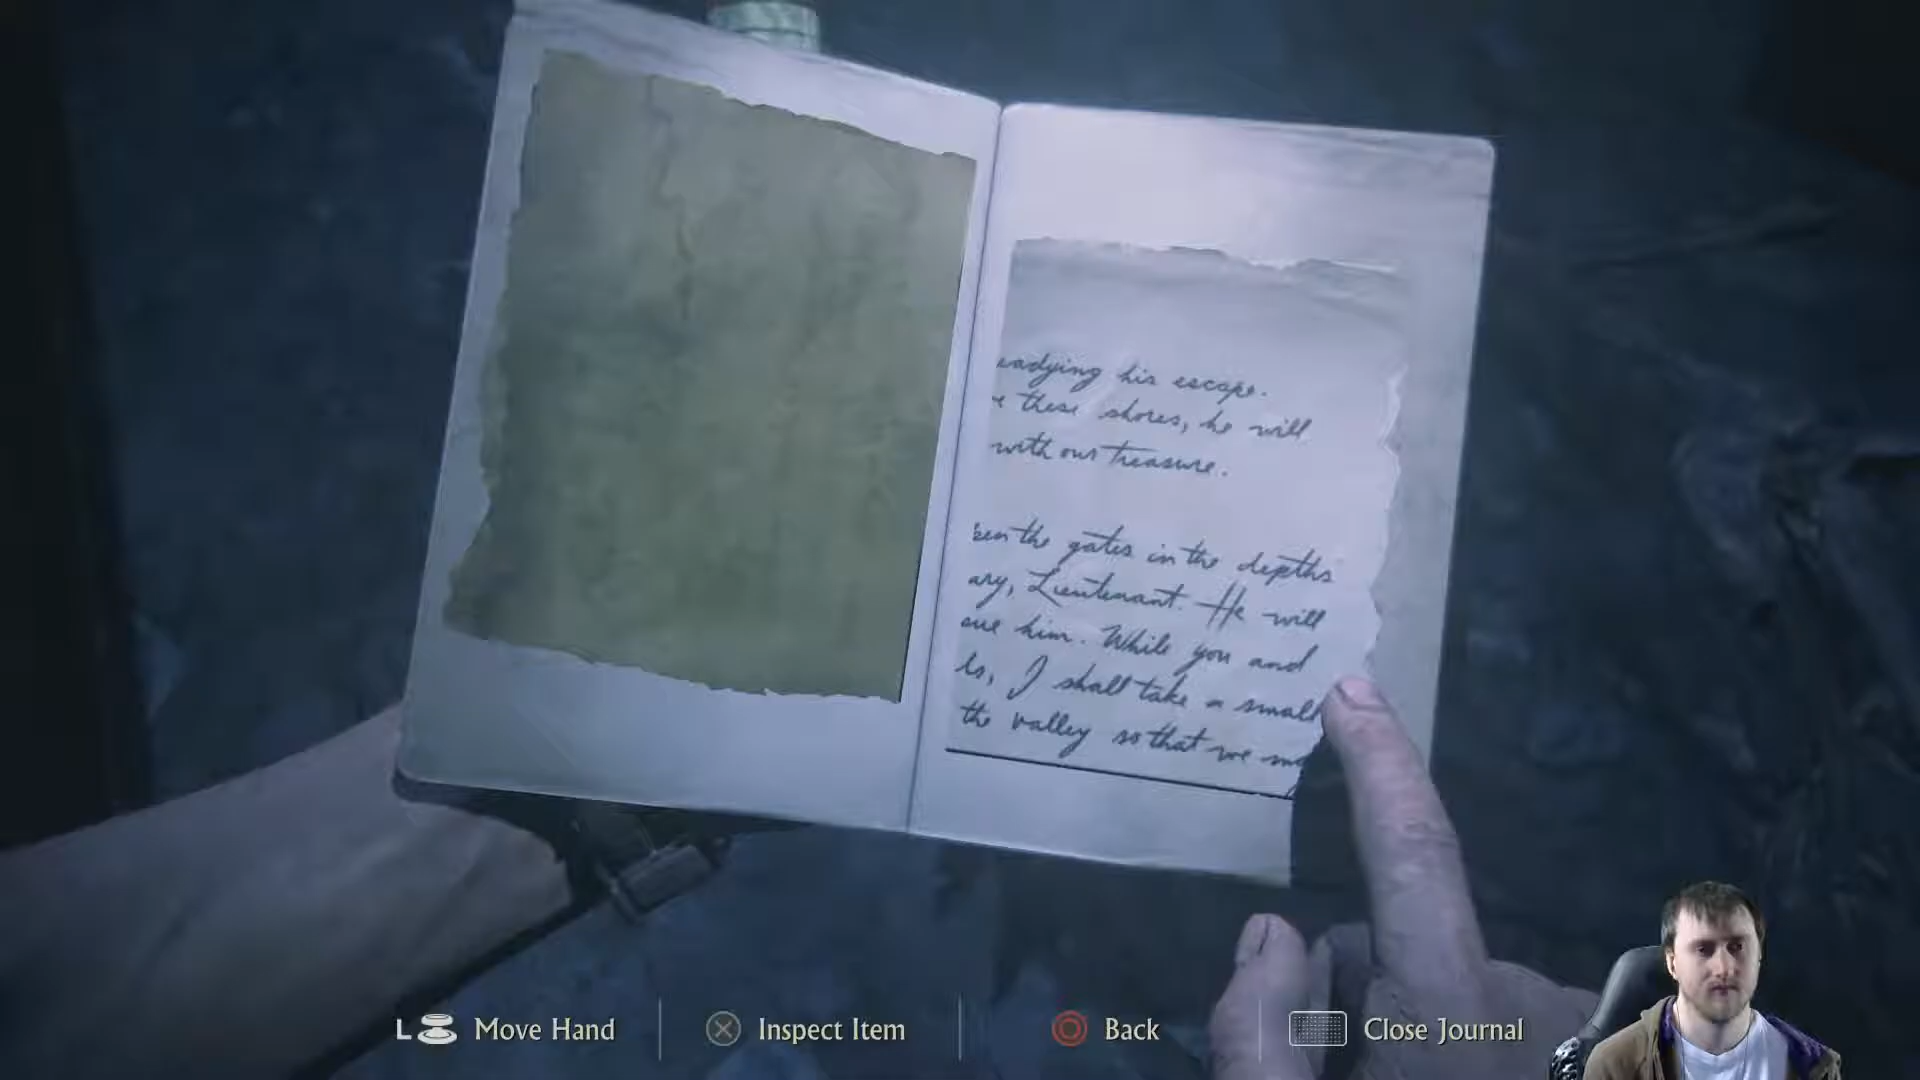 eadying his escape.
e these shores, he will
with our treasure.
en the gates in the depths
ary, Lieutenant. He will
sue him. While you and
ls, I shall take a small
the valley so that we
L Move Hand
Inspect Item
Back
Close Journal